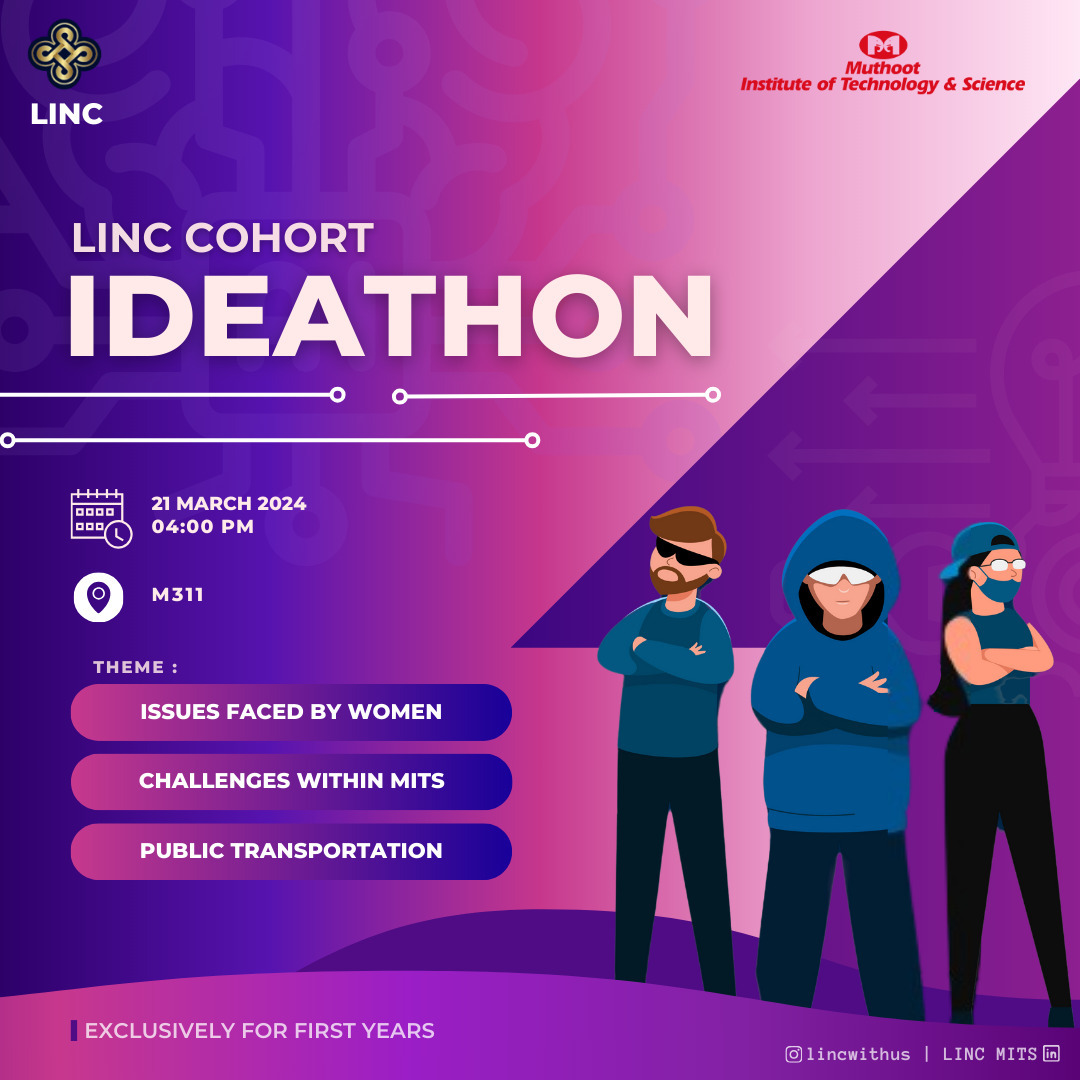 LINC
Muthoot
Institute of Technology & Science
LINC COHORT
IDEATHON
21 MARCH 2024
04:00 PM
M311
THEME :
ISSUES FACED BY WOMEN
CHALLENGES WITHIN MITS
PUBLIC TRANSPORTATION
EXCLUSIVELY FOR FIRST YEARS
lincwithus | LINC MITS